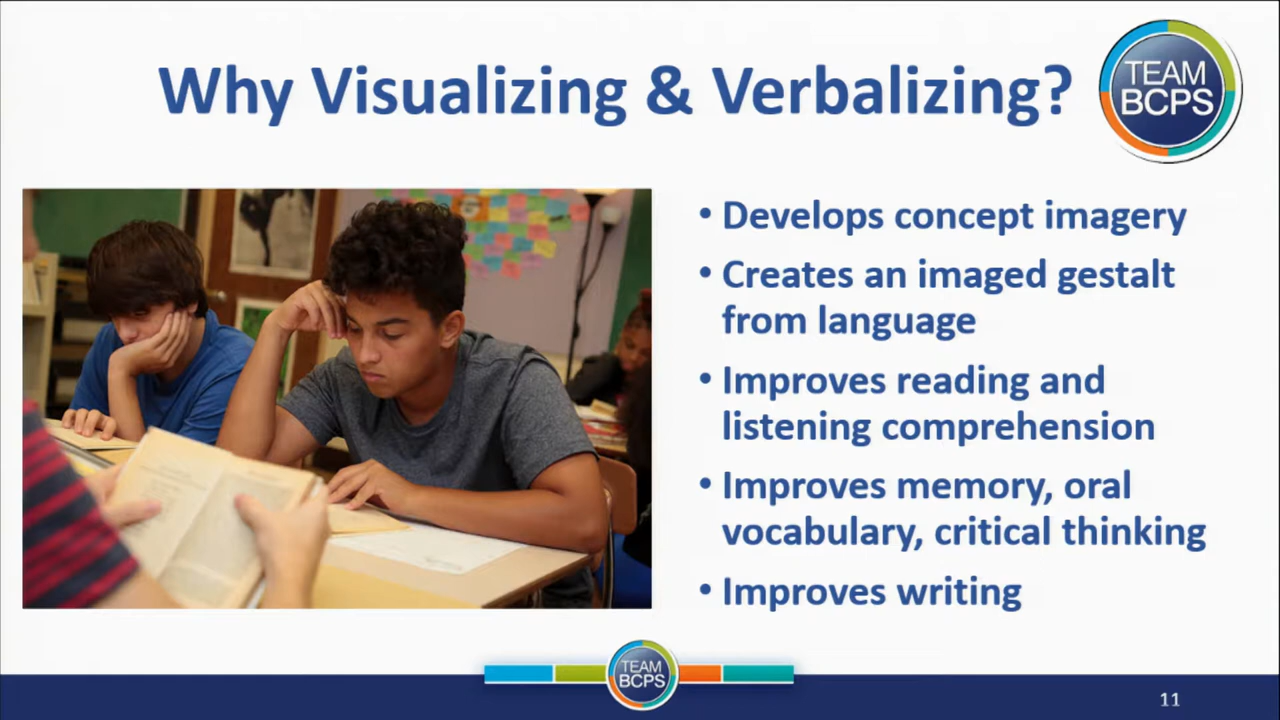 Why Visualizing & Verbalizing?
TEAM
BCPS
• Develops concept imagery
• Creates an imaged gestalt
from language
• Improves reading and
listening comprehension
• Improves memory, oral
vocabulary, critical thinking
• Improves writing
TEAM
BCPS
11